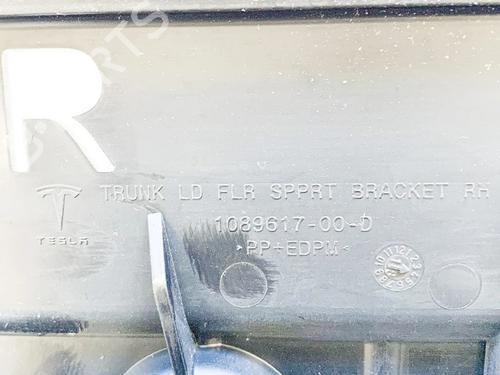 R
TRUNK LD FLR SPPRT BRACKET RH
TESLA
1089617-00-D
>PP+EDPM<